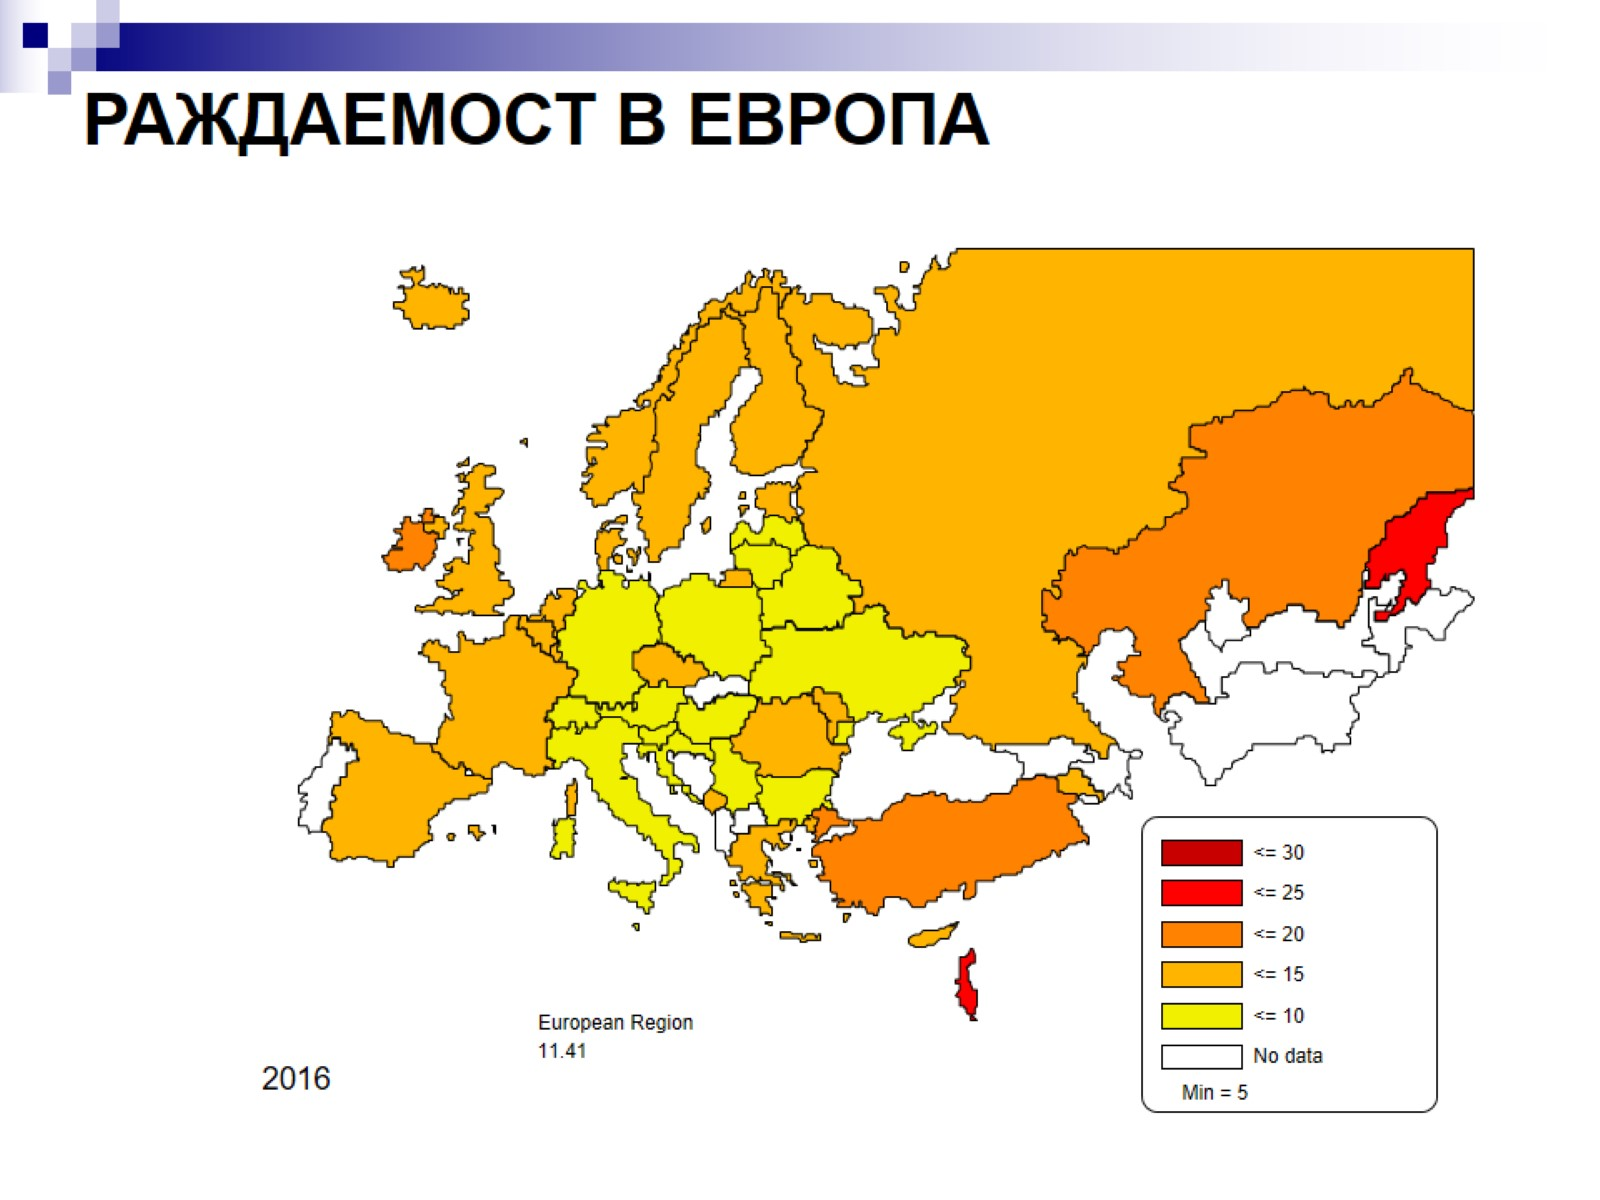 РАЖДАЕМОСТ В ЕВРОПА
<= 30
<= 25
<= 20
<= 15
<= 10
No data
Min = 5
European Region
11.41
2016